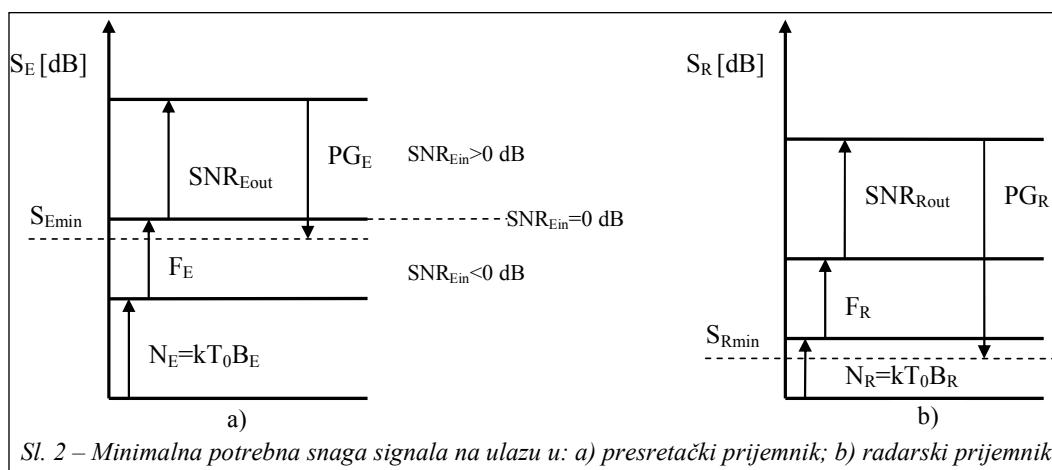 S_E [dB]
SNR_Eout
PG_E
SNR_Ein>0 dB
S_Emin
SNR_Ein=0 dB
F_E
SNR_Ein<0 dB
N_E=kT_0B_E
a)
S_R [dB]
SNR_Rout
PG_R
F_R
S_Rmin
N_R=kT_0B_R
b)
Sl. 2 – Minimalna potrebna snaga signala na ulazu u: a) presretački prijemnik; b) radarski prijemnik